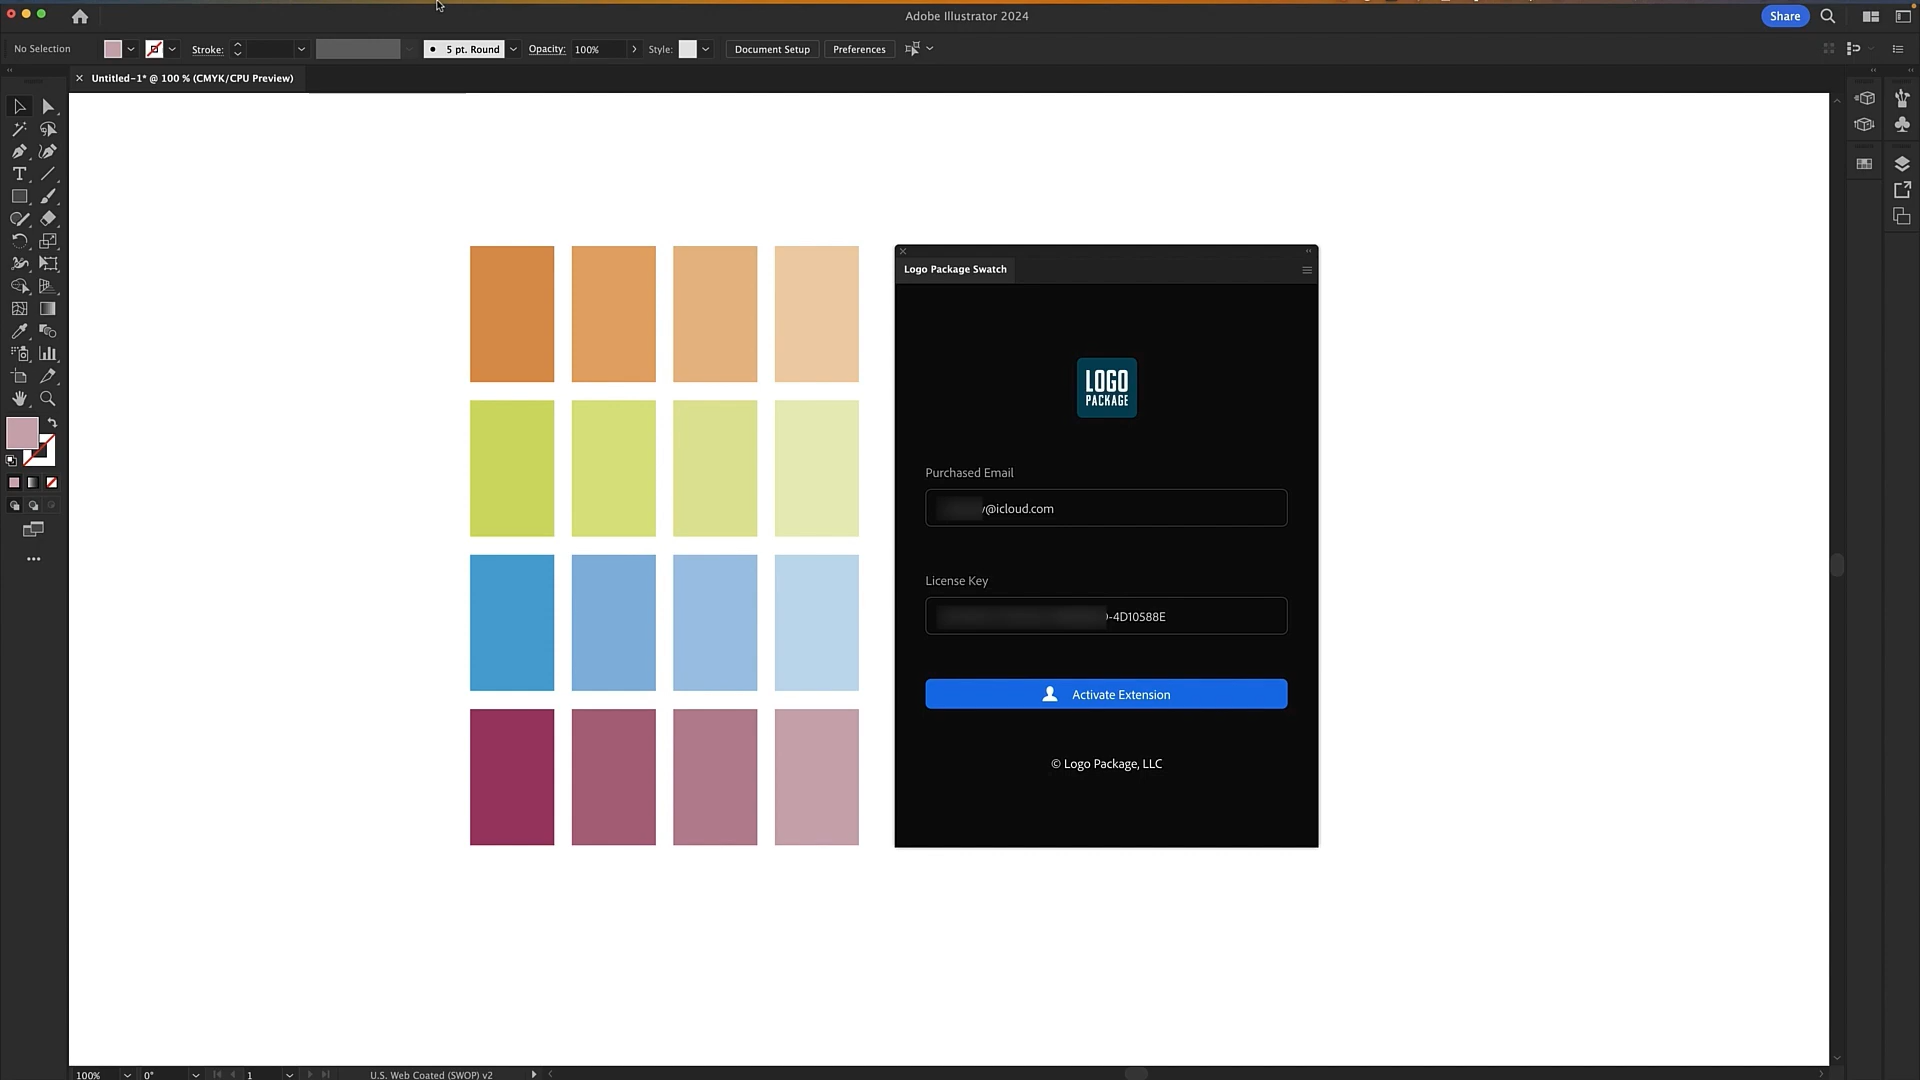 Adobe Illustrator 2024
Share
No Selection
Stroke:
5 pt. Round
Opacity:
100%
Style:
Document Setup
Preferences
Untitled-1* @ 100 % (CMYK/CPU Preview)
Logo Package Swatch
LOGO
PACKAGE
Purchased Email
@icloud.com
License Key
-4D10588E
Activate Extension
© Logo Package, LLC
100%
0°
1
U.S. Web Coated (SWOP) v2